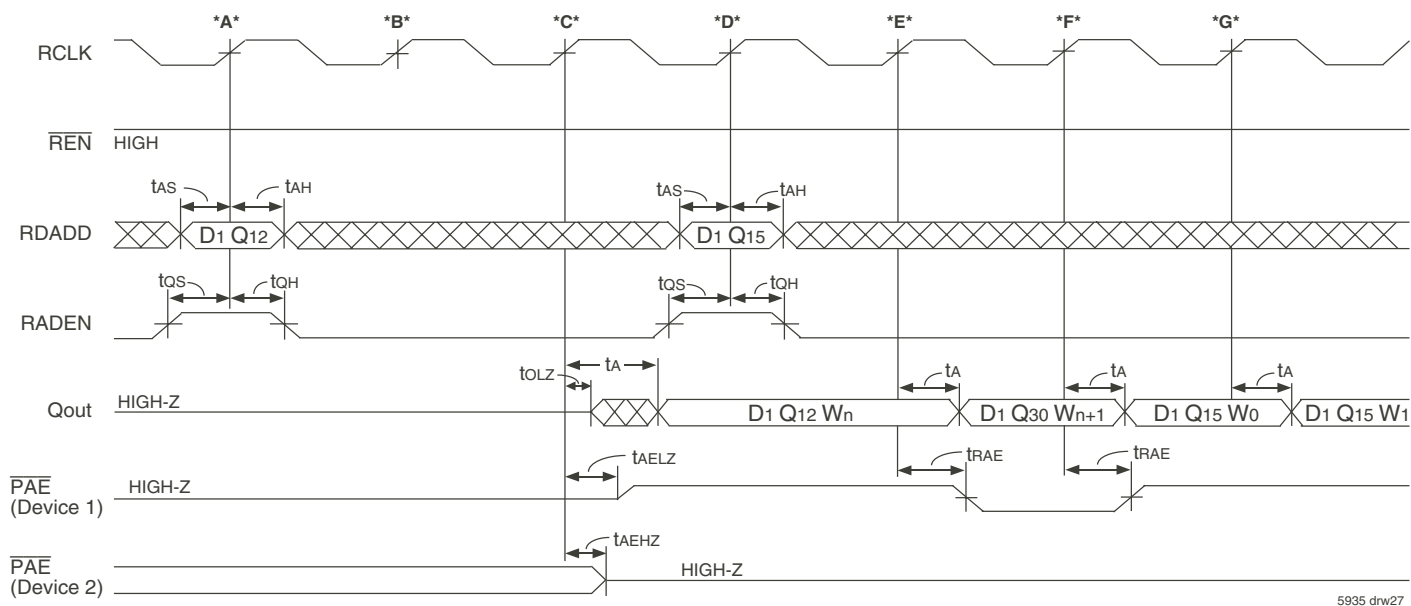 *A* *B* *C* *D* *E* *F* *G*
RCLK
REN HIGH
tAS tAH tAS tAH
RDADD D1 Q12 D1 Q15
tQS tQH tQS tQH
RADEN
tOLZ tA tA tA tA
Qout HIGH-Z D1 Q12 Wn D1 Q30 Wn+1 D1 Q15 W0 D1 Q15 W1
tAELZ tRAE tRAE
PAE HIGH-Z
(Device 1)
tAEHZ
PAE HIGH-Z
(Device 2)
5935 drw27